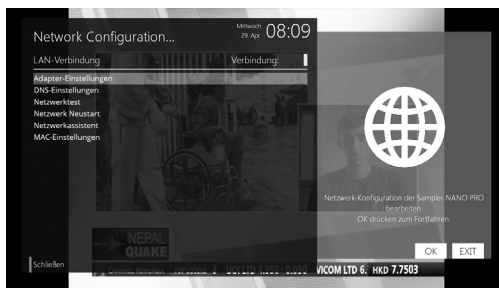 Network Configuration...
Mittwoch
29. Apr. 08:09
LAN-Verbindung Verbindung:
Adapter-Einstellungen
DNS-Einstellungen
Netzwerktest
Netzwerk Neustart
Netzwerkassistent
MAC-Einstellungen
Netzwerk-Konfiguration der Sampler NANO PRO
bearbeiten.
OK drücken zum Fortfahren.
NEPAL
QUAKE
OK EXIT
Schließen
UOI LTD VICOM LTD 6. HKD 7.7503